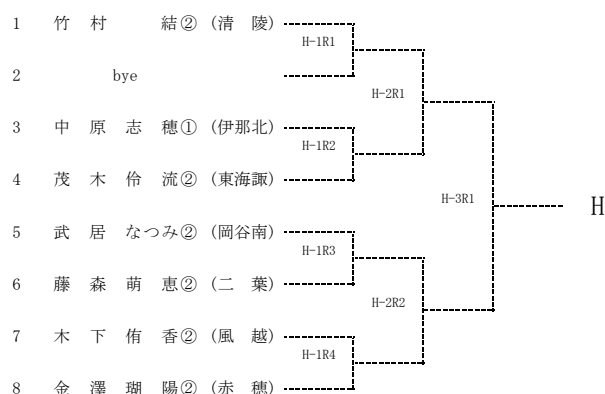 1 竹 村 結② (清 陵)
H-1R1
2 bye
H-2R1
3 中 原 志 穂① (伊那北)
H-1R2
4 茂 木 伶 流② (東海諏)
H-3R1
H
5 武 居 なつみ② (岡谷南)
H-1R3
6 藤 森 萌 恵② (二 葉)
H-2R2
7 木 下 侑 香② (風 越)
H-1R4
8 金 澤 瑚 陽② (赤 穂)